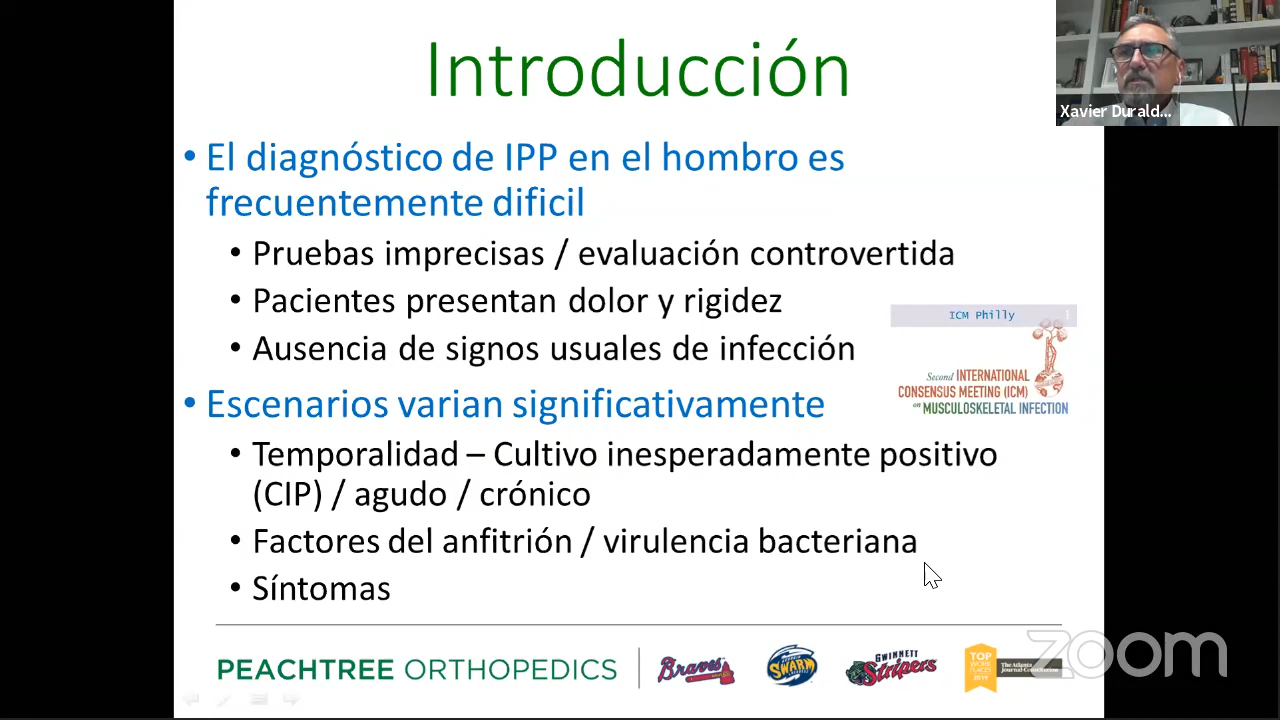 Introducción
Xavier Durald...
• El diagnóstico de IPP en el hombro es
frecuentemente dificil
• Pruebas imprecisas / evaluación controvertida
• Pacientes presentan dolor y rigidez
• Ausencia de signos usuales de infección
ICM Philly
Second INTERNATIONAL
CONSENSUS MEETING (ICM)
on MUSCULOSKELETAL INFECTION
• Escenarios varian significativamente
• Temporalidad – Cultivo inesperadamente positivo
(CIP) / agudo / crónico
• Factores del anfitrión / virulencia bacteriana
• Síntomas
PEACHTREE ORTHOPEDICS
Braves
SWARM
GWINNETT
Stripers
TOP
WORK
PLACES
2019
The Atlanta
Journal-Constitution
zoom